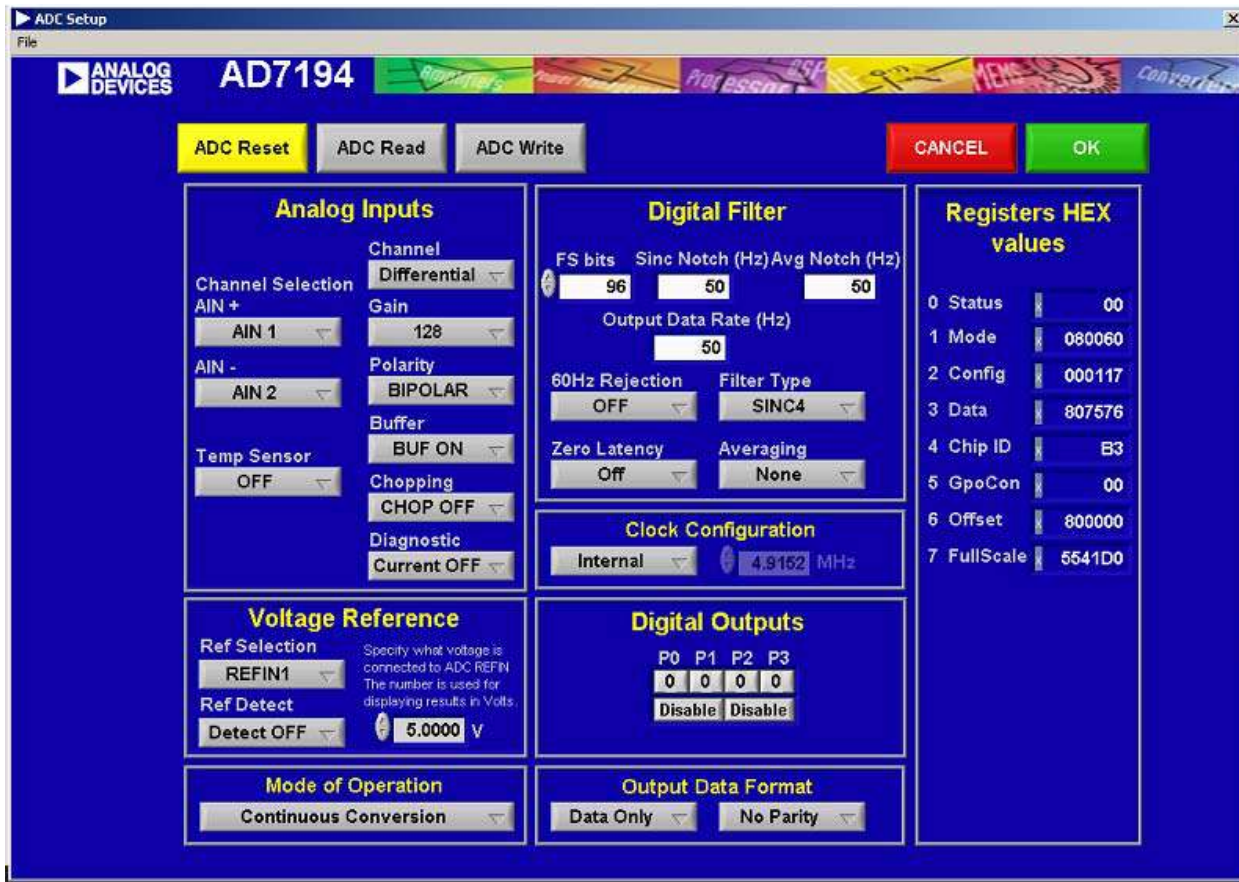 ADC Setup
File
ANALOG DEVICES
AD7194
Amplifiers
Power Management
Processors
DSP
MEMS
Converters
ADC Reset
ADC Read
ADC Write
CANCEL
OK
Analog Inputs
Channel
Differential
Channel Selection
AIN +
AIN 1
Gain
128
AIN -
AIN 2
Polarity
BIPOLAR
Buffer
BUF ON
Temp Sensor
OFF
Chopping
CHOP OFF
Diagnostic
Current OFF
Digital Filter
FS bits
Sinc Notch (Hz)
Avg Notch (Hz)
96
50
50
Output Data Rate (Hz)
50
60Hz Rejection
Filter Type
OFF
SINC4
Zero Latency
Averaging
Off
None
Clock Configuration
Internal
4.9152 MHz
Registers HEX
values
0 Status x 00
1 Mode x 080060
2 Config x 000117
3 Data x 807576
4 Chip ID x B3
5 GpoCon x 00
6 Offset x 800000
7 FullScale x 5541D0
Voltage Reference
Ref Selection
REFIN1
Ref Detect
Detect OFF
Specify what voltage is
connected to ADC REFIN
The number is used for
displaying results in Volts.
5.0000 V
Digital Outputs
P0 P1 P2 P3
0 0 0 0
Disable Disable
Mode of Operation
Continuous Conversion
Output Data Format
Data Only
No Parity